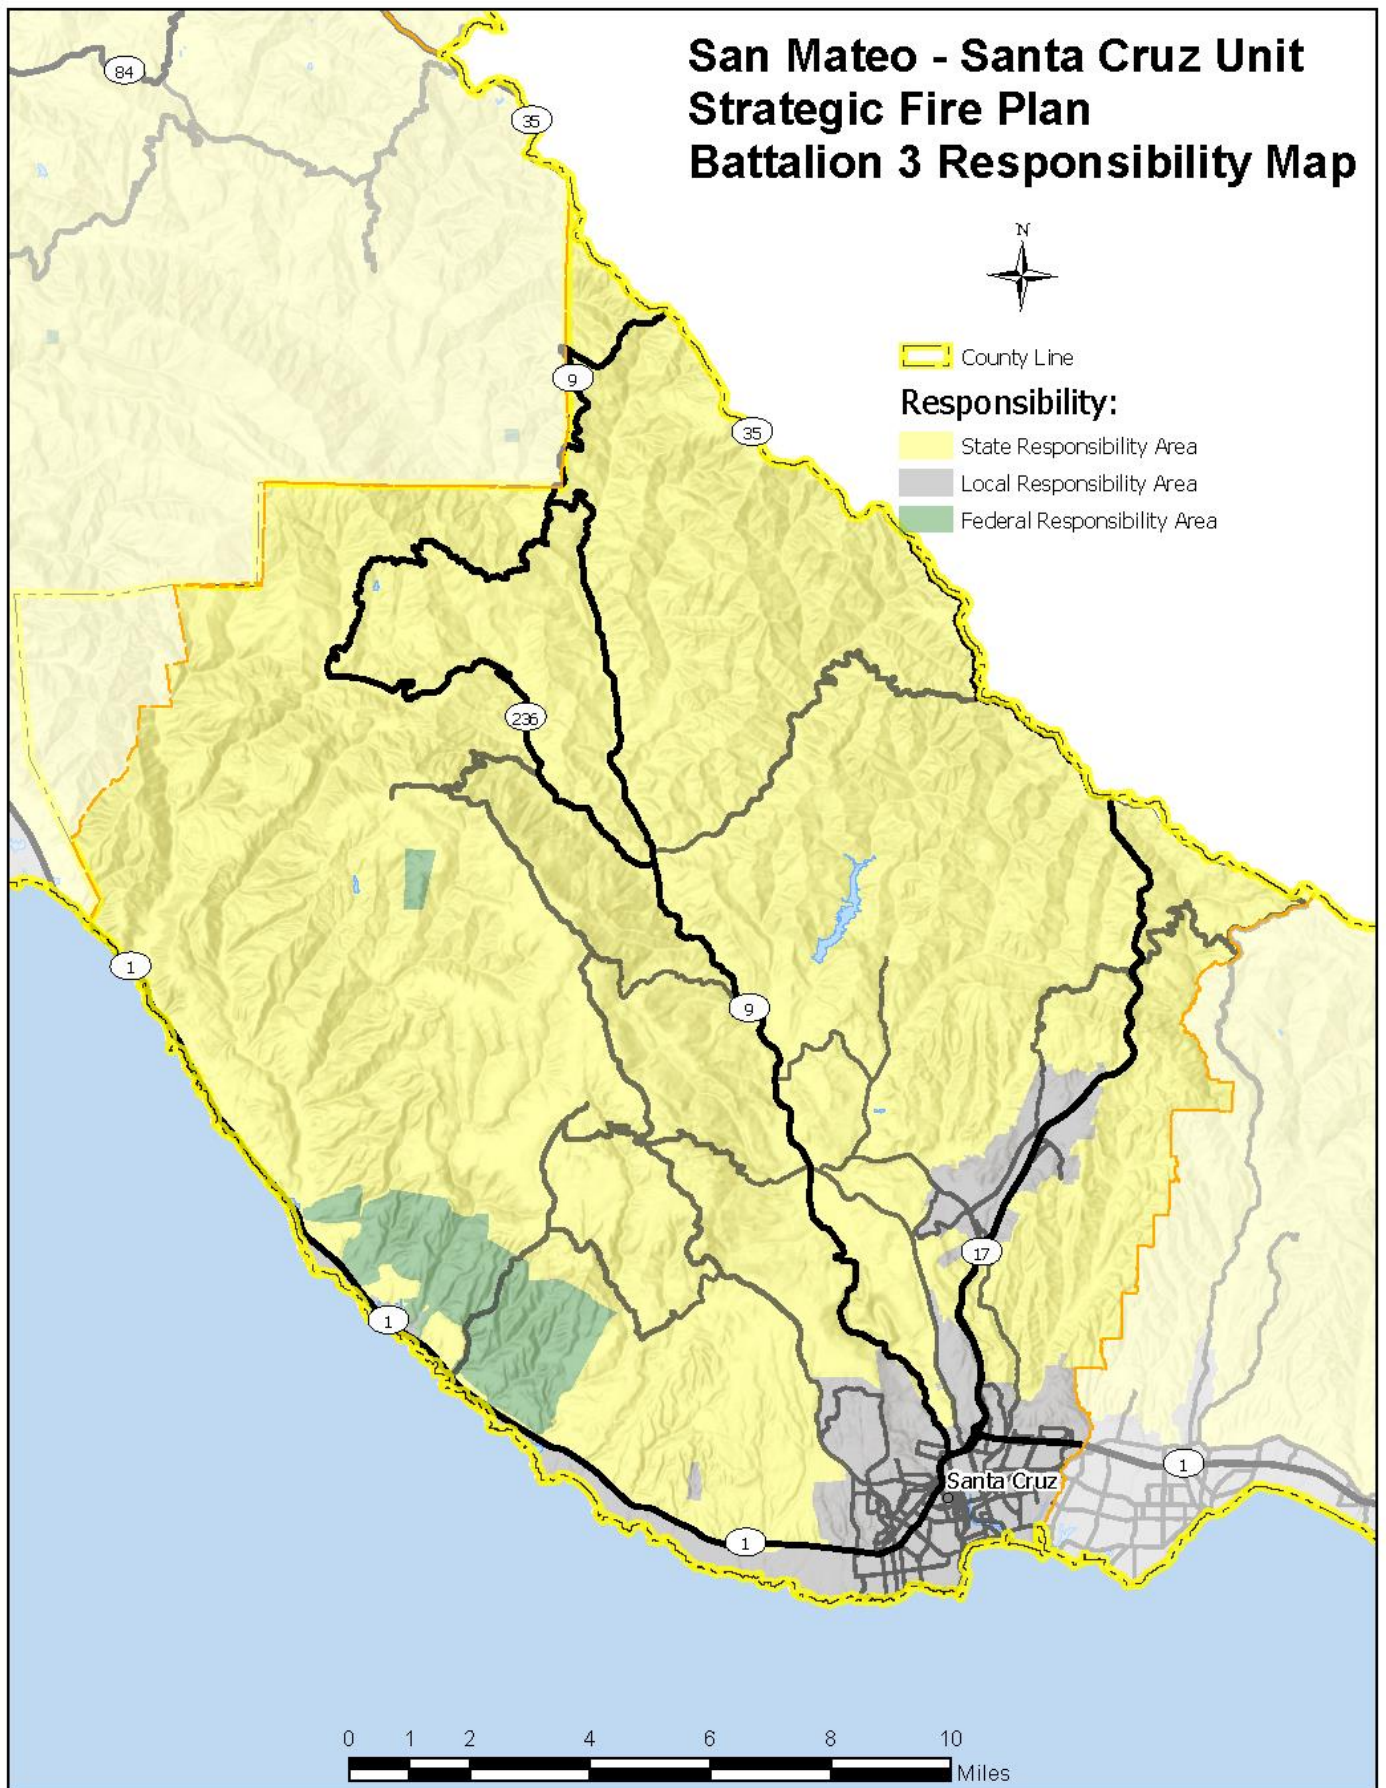 San Mateo - Santa Cruz Unit
Strategic Fire Plan
Battalion 3 Responsibility Map
N
County Line
Responsibility:
State Responsibility Area
Local Responsibility Area
Federal Responsibility Area
84
35
9
35
236
1
9
17
1
1
Santa Cruz
1
0 1 2 4 6 8 10
Miles